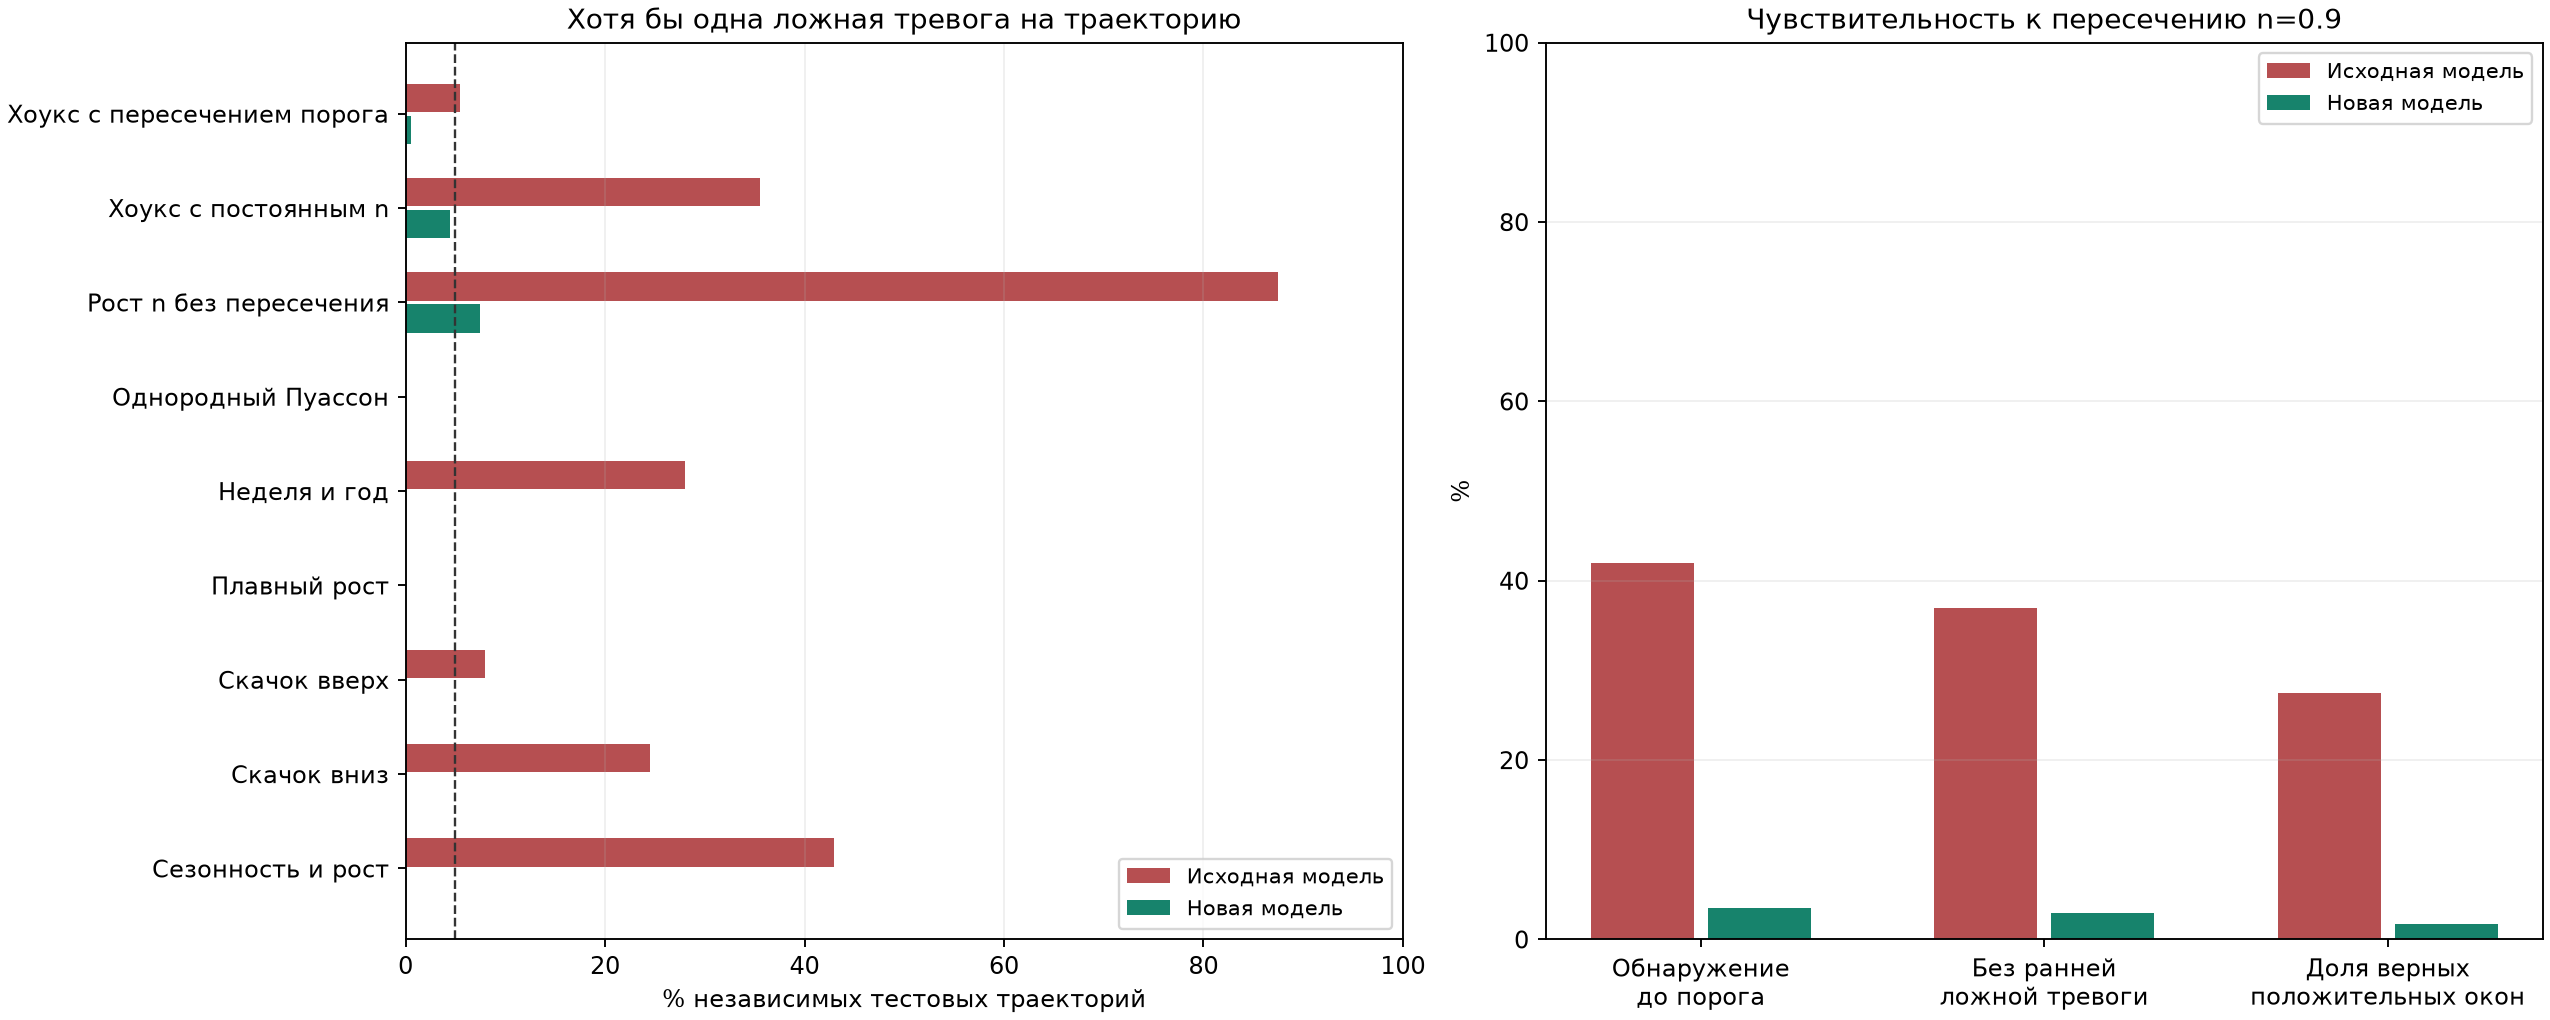 Хотя бы одна ложная тревога на траекторию
Хоукс с пересечением порога
Хоукс с постоянным n
Рост n без пересечения
Однородный Пуассон
Неделя и год
Плавный рост
Скачок вверх
Скачок вниз
Сезонность и рост
Исходная модель
Новая модель
0 20 40 60 80 100
% независимых тестовых траекторий
Чувствительность к пересечению n=0.9
100
80
60
40
20
0
%
Исходная модель
Новая модель
Обнаружение
до порога
Без ранней
ложной тревоги
Доля верных
положительных окон